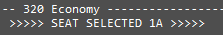 -- 320 Economy ------------------
>>>>> SEAT SELECTED 1A >>>>>